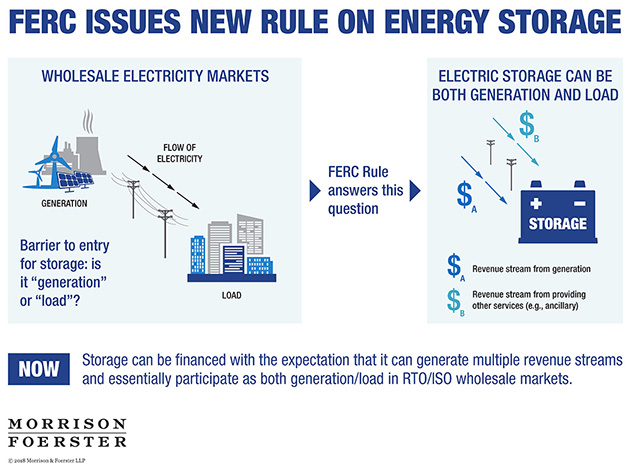 FERC ISSUES NEW RULE ON ENERGY STORAGE
WHOLESALE ELECTRICITY MARKETS
FLOW OF
ELECTRICITY
GENERATION
Barrier to entry
for storage: is
it “generation”
or “load”?
LOAD
FERC Rule
answers this
question
ELECTRIC STORAGE CAN BE
BOTH GENERATION AND LOAD
$B
$A
+ -
STORAGE
$A Revenue stream from generation
$B Revenue stream from providing
other services (e.g., ancillary)
NOW
Storage can be financed with the expectation that it can generate multiple revenue streams
and essentially participate as both generation/load in RTO/ISO wholesale markets.
MORRISON
FOERSTER
© 2018 Morrison & Foerster LLP